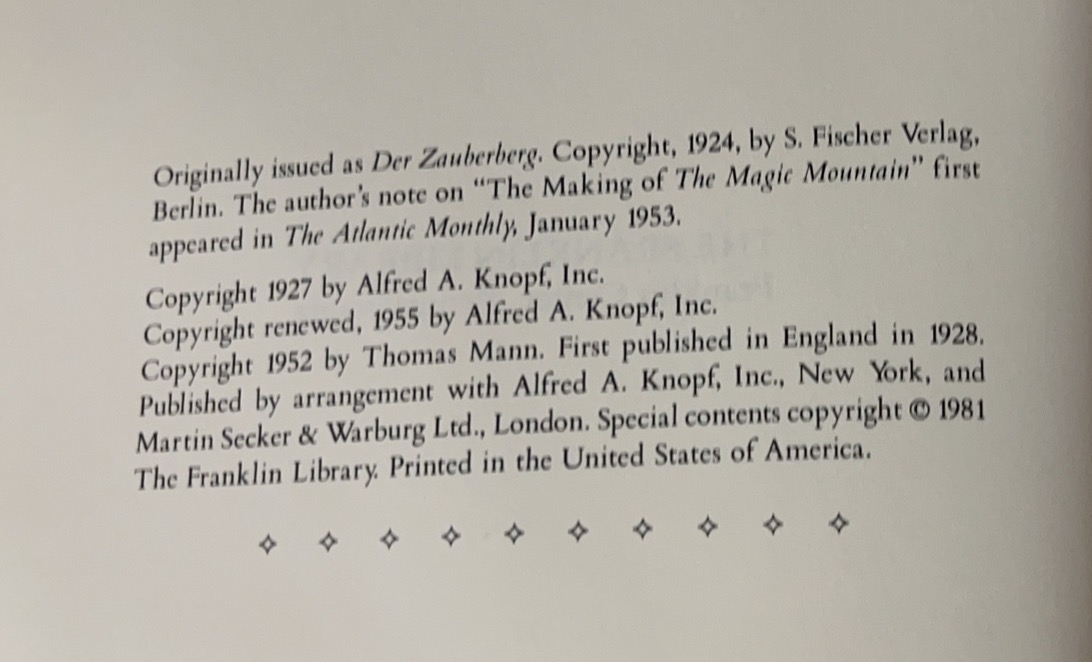 Originally issued as Der Zauberberg. Copyright, 1924, by S. Fischer Verlag,
Berlin. The author's note on "The Making of The Magic Mountain" first
appeared in The Atlantic Monthly, January 1953.
Copyright 1927 by Alfred A. Knopf, Inc.
Copyright renewed, 1955 by Alfred A. Knopf, Inc.
Copyright 1952 by Thomas Mann. First published in England in 1928.
Published by arrangement with Alfred A. Knopf, Inc., New York, and
Martin Secker & Warburg Ltd., London. Special contents copyright © 1981
The Franklin Library. Printed in the United States of America.